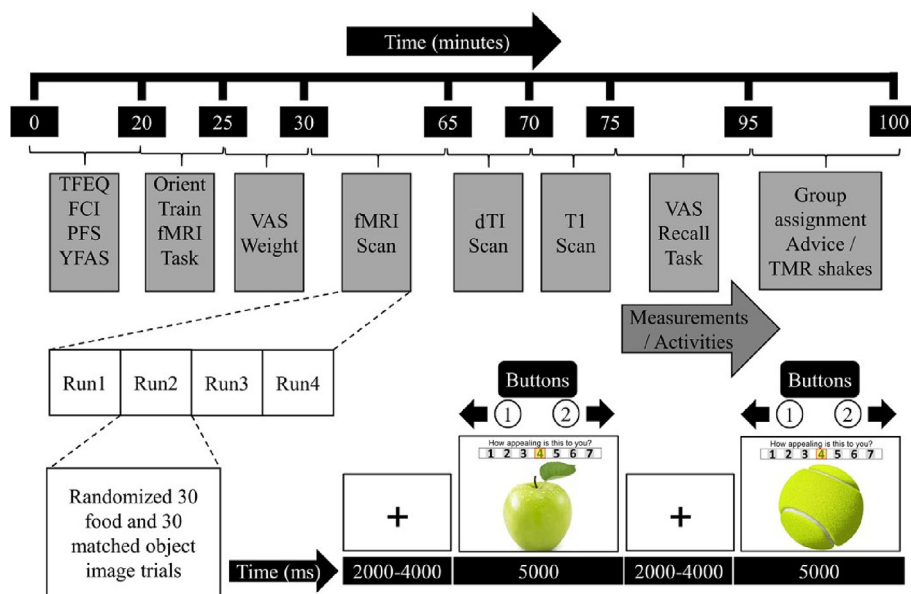 Time (minutes)
0 20 25 30 65 70 75 95 100
TFEQ
FCI
PFS
YFAS
Orient
Train
fMRI
Task
VAS
Weight
fMRI
Scan
dTI
Scan
T1
Scan
VAS
Recall
Task
Group
assignment
Advice /
TMR shakes
Measurements
/ Activities
Run1 Run2 Run3 Run4
Randomized 30
food and 30
matched object
image trials
Buttons
1 2
How appealing is this to you?
1 2 3 4 5 6 7
Buttons
1 2
How appealing is this to you?
1 2 3 4 5 6 7
+
+
Time (ms)
2000-4000 5000 2000-4000 5000